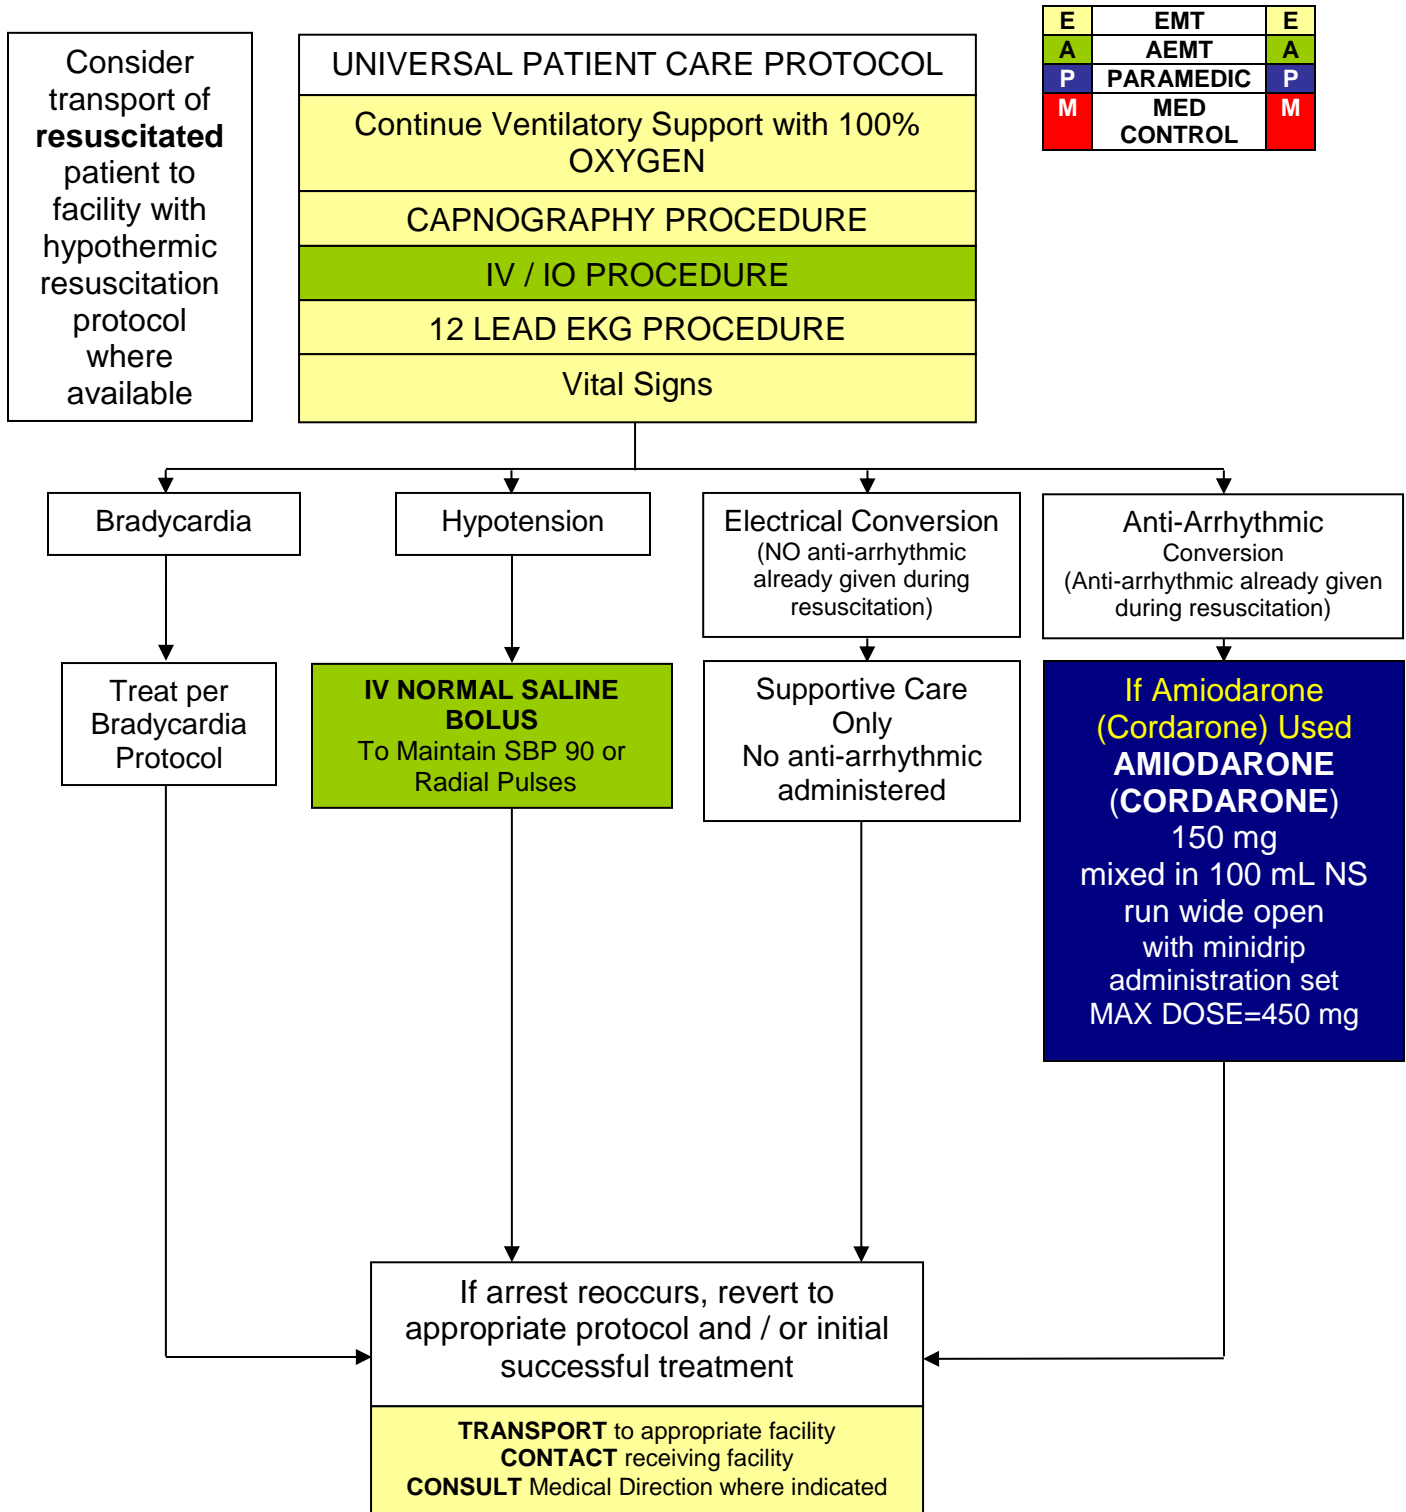 E EMT E
A AEMT A
P PARAMEDIC P
M MED M
CONTROL
Consider
transport of
resuscitated
patient to
facility with
hypothermic
resuscitation
protocol
where
available
UNIVERSAL PATIENT CARE PROTOCOL
Continue Ventilatory Support with 100%
OXYGEN
CAPNOGRAPHY PROCEDURE
IV / IO PROCEDURE
12 LEAD EKG PROCEDURE
Vital Signs
Bradycardia
Treat per
Bradycardia
Protocol
Hypotension
IV NORMAL SALINE
BOLUS
To Maintain SBP 90 or
Radial Pulses
Electrical Conversion
(NO anti-arrhythmic
already given during
resuscitation)
Supportive Care
Only
No anti-arrhythmic
administered
Anti-Arrhythmic
Conversion
(Anti-arrhythmic already given
during resuscitation)
If Amiodarone
(Cordarone) Used
AMIODARONE
(CORDARONE)
150 mg
mixed in 100 mL NS
run wide open
with minidrip
administration set
MAX DOSE=450 mg
If arrest reoccurs, revert to
appropriate protocol and / or initial
successful treatment
TRANSPORT to appropriate facility
CONTACT receiving facility
CONSULT Medical Direction where indicated